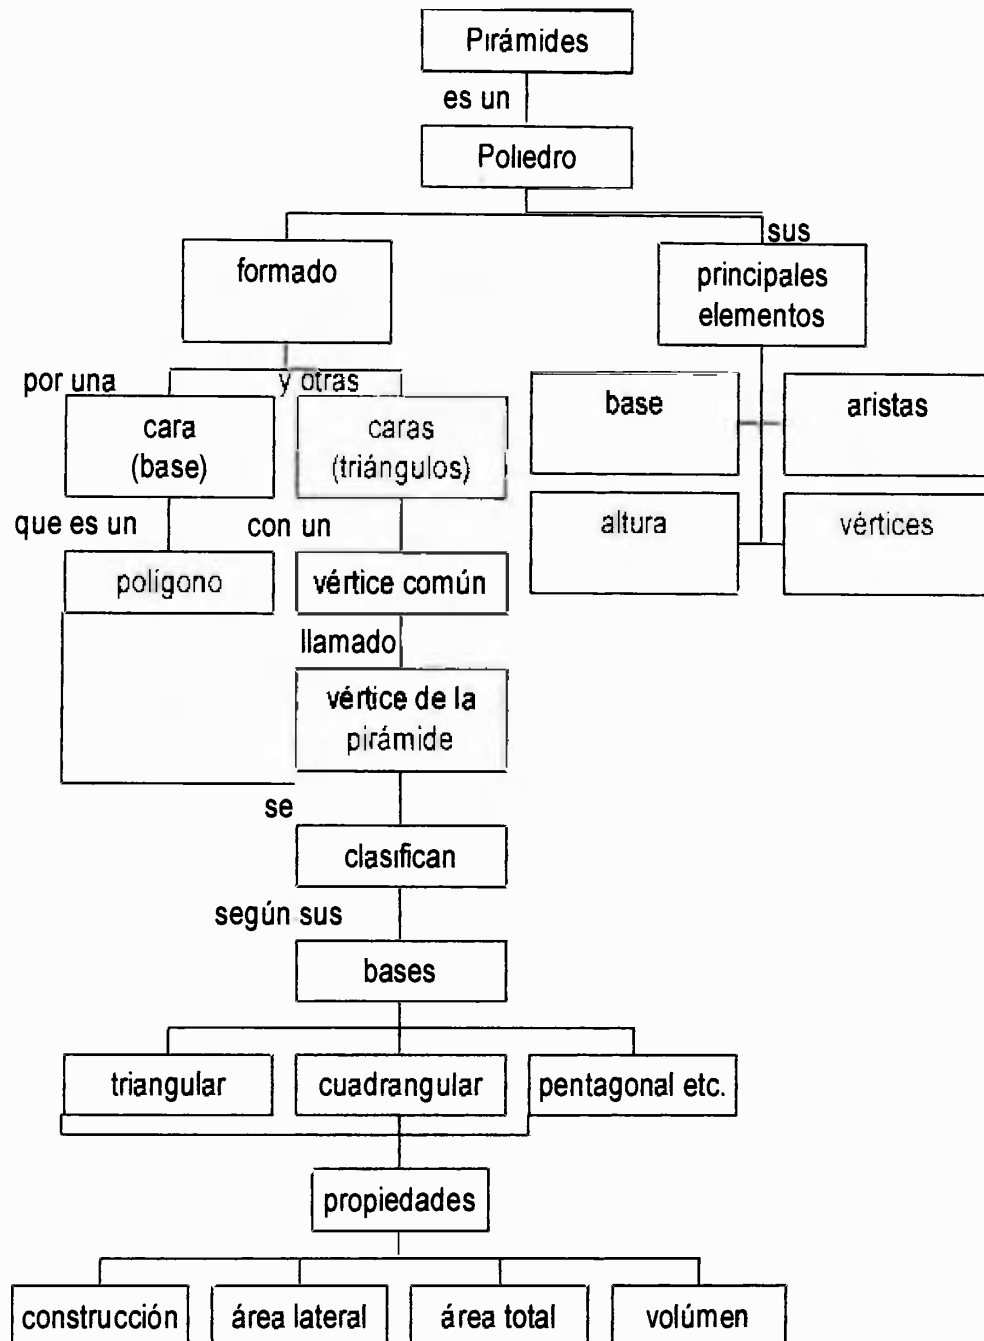 Pirámides
es un
Poliedro
sus
formado
principales
elementos
por una
y otras
cara
(base)
caras
(triángulos)
base
aristas
que es un
con un
altura
vértices
polígono
vértice común
llamado
vértice de la
pirámide
se
clasifican
según sus
bases
triangular
cuadrangular
pentagonal etc.
propiedades
construcción
área lateral
área total
volúmen